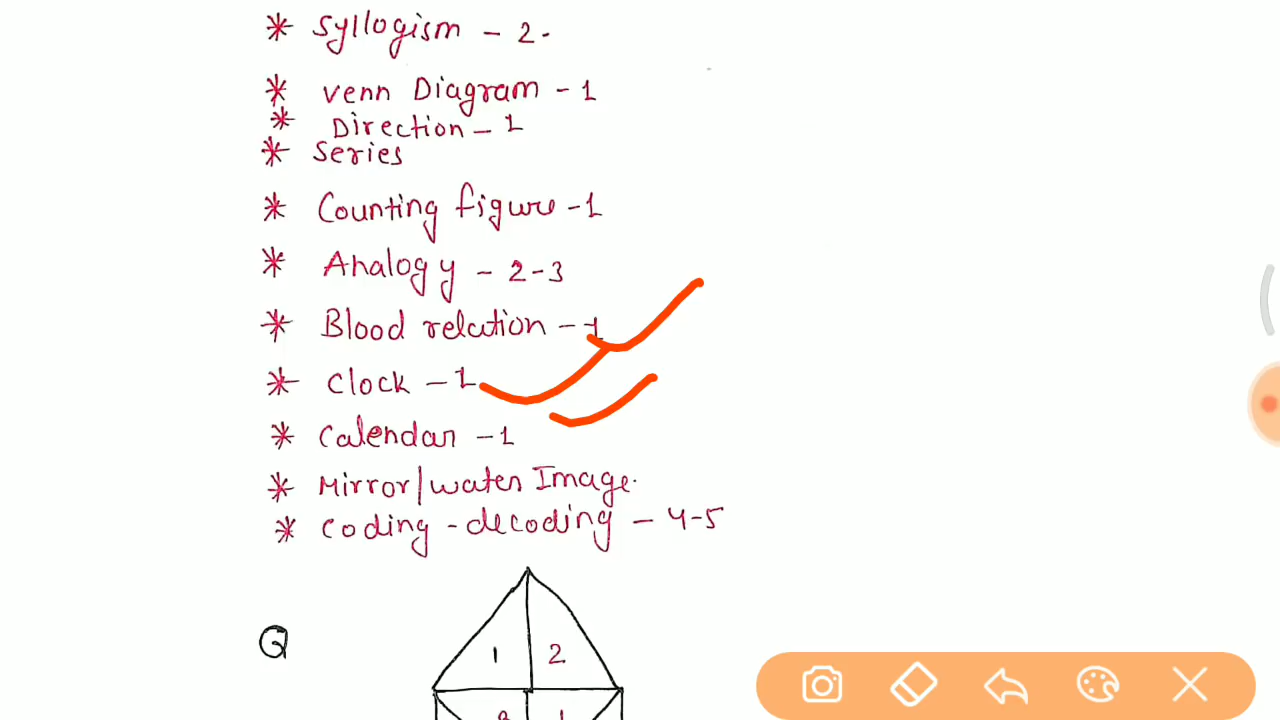 * Syllogism - 2-
* Venn Diagram - 1
* Direction - 1
* Series
* Counting figure - 1
* Analogy - 2-3
* Blood relation - 1
* Clock - 1
* Calendar - 1
* Mirror/water Image.
* Coding-decoding - 4-5
Q
1 2